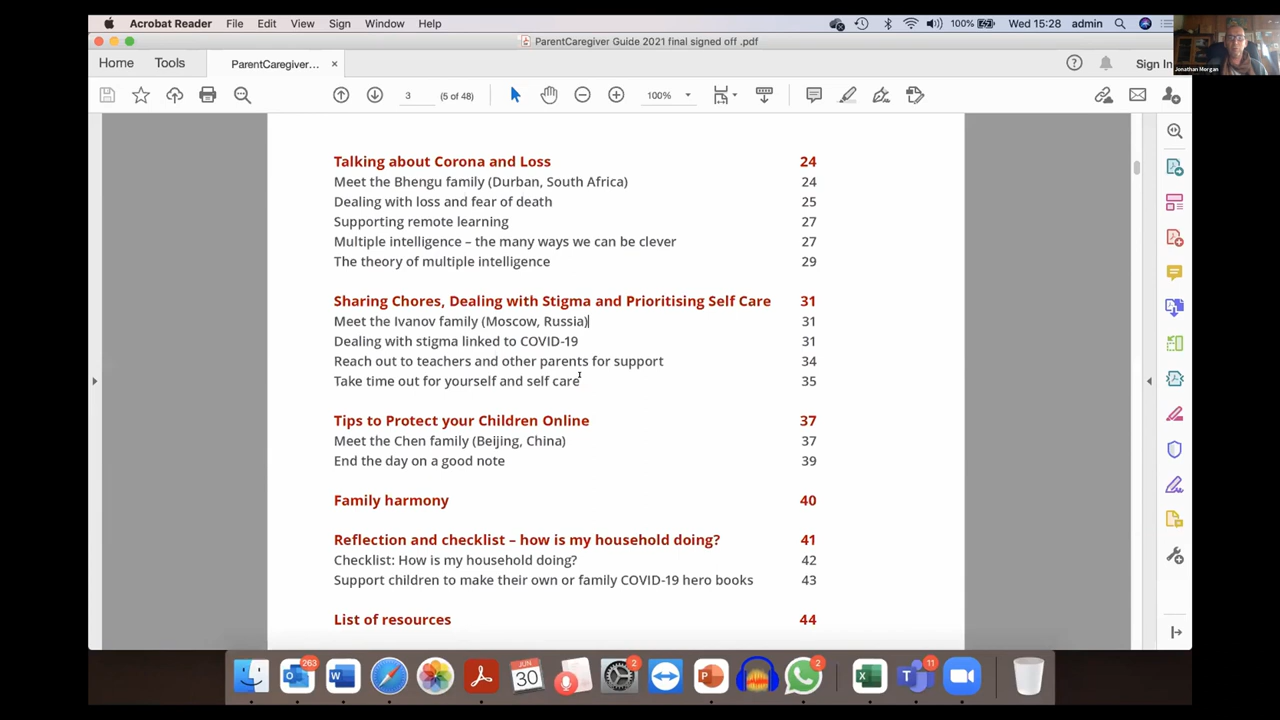 Acrobat Reader File Edit View Sign Window Help 100% Wed 15:28 admin
ParentCaregiver Guide 2021 final signed off .pdf
Jonathan Morgan
Home Tools ParentCaregiver... × Sign In
3 (5 of 48) 100%
Talking about Corona and Loss 24
Meet the Bhengu family (Durban, South Africa) 24
Dealing with loss and fear of death 25
Supporting remote learning 27
Multiple intelligence – the many ways we can be clever 27
The theory of multiple intelligence 29
Sharing Chores, Dealing with Stigma and Prioritising Self Care 31
Meet the Ivanov family (Moscow, Russia) 31
Dealing with stigma linked to COVID-19 31
Reach out to teachers and other parents for support 34
Take time out for yourself and self care 35
Tips to Protect your Children Online 37
Meet the Chen family (Beijing, China) 37
End the day on a good note 39
Family harmony 40
Reflection and checklist – how is my household doing? 41
Checklist: How is my household doing? 42
Support children to make their own or family COVID-19 hero books 43
List of resources 44
263 W JUN 30 2 P 2 X T 11